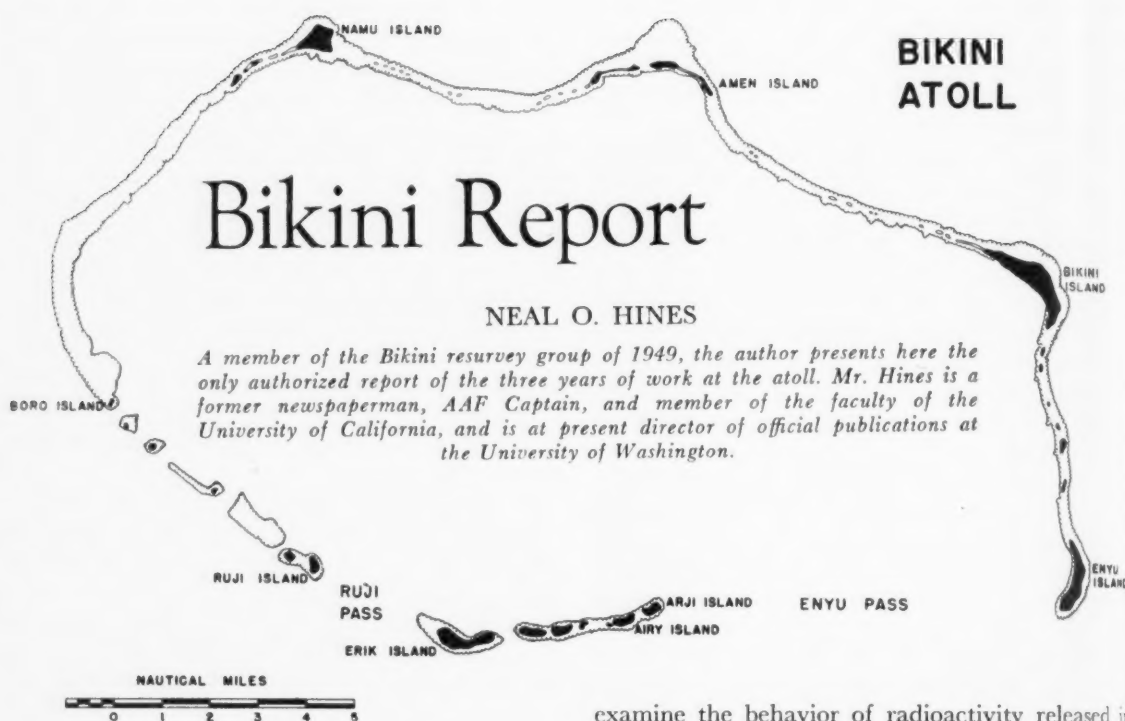 NAMU ISLAND
BIKINI
ATOLL
AMEN ISLAND
Bikini Report
BIKINI
ISLAND
NEAL O. HINES
A member of the Bikini resurvey group of 1949, the author presents here the
only authorized report of the three years of work at the atoll. Mr. Hines is a
former newspaperman, AAF Captain, and member of the faculty of the
University of California, and is at present director of official publications at
the University of Washington.
BORO ISLAND
RUJI ISLAND
RUJI
PASS
ENYU
ISLAND
ARJI ISLAND
ENYU PASS
AIRY ISLAND
ERIK ISLAND
NAUTICAL MILES
0 1 2 3 4 5
examine the behavior of radioactivity released in